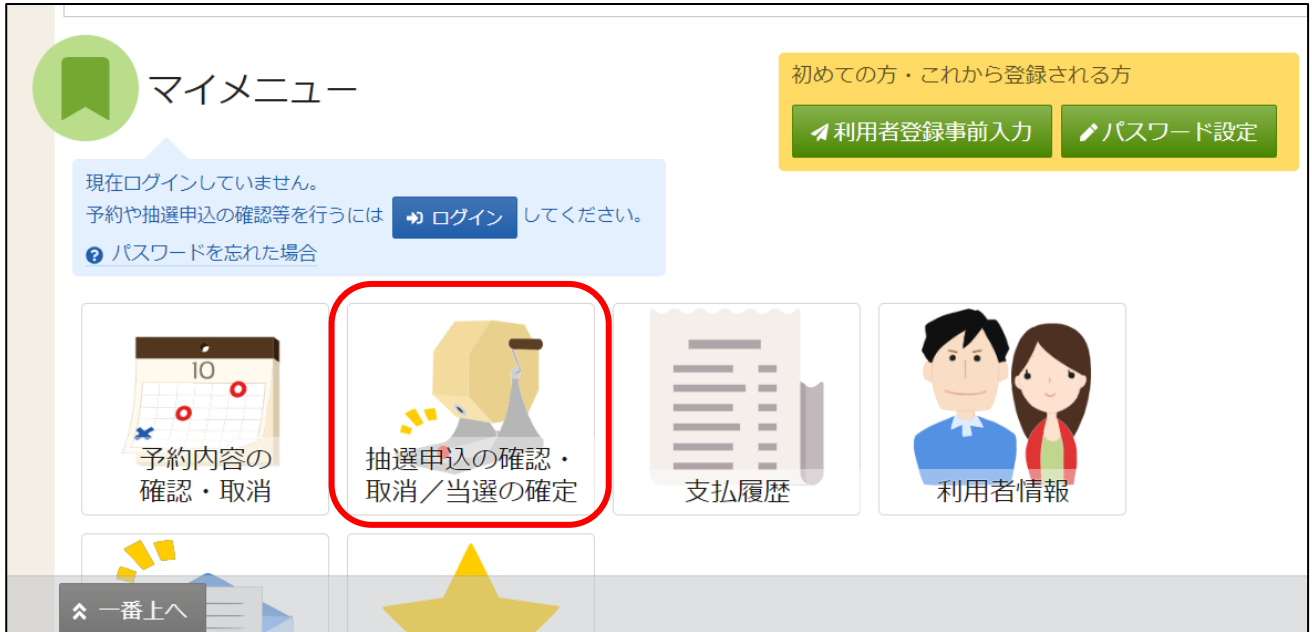 マイメニュー
初めての方・これから登録される方
利用者登録事前入力
パスワード設定
現在ログインしていません。
予約や抽選申込の確認等を行うには ログイン してください。
パスワードを忘れた場合
10
予約内容の
確認・取消
抽選申込の確認・
取消／当選の確定
支払履歴
利用者情報
一番上へ